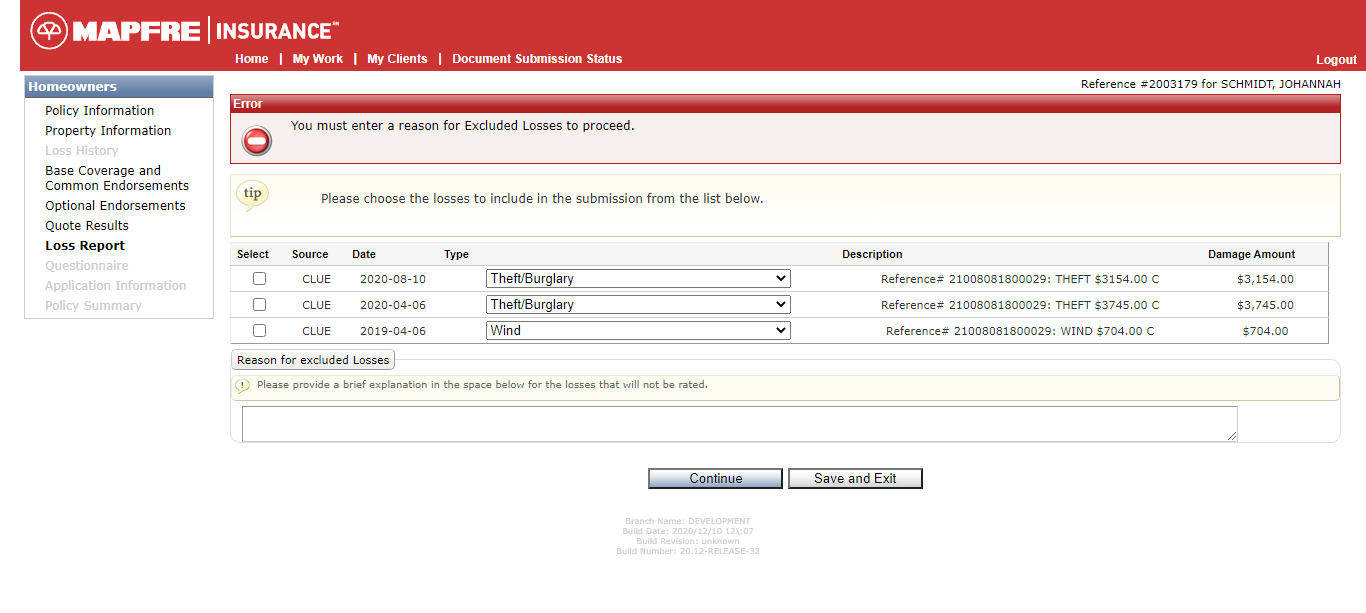 MAPFRE | INSURANCE℠
Home | My Work | My Clients | Document Submission Status
Logout
Homeowners
Policy Information
Property Information
Loss History
Base Coverage and
Common Endorsements
Optional Endorsements
Quote Results
Loss Report
Questionnaire
Application Information
Policy Summary
Reference #2003179 for SCHMIDT, JOHANNAH
Error
You must enter a reason for Excluded Losses to proceed.
tip
Please choose the losses to include in the submission from the list below.
Select Source Date Type Description Damage Amount
CLUE 2020-08-10 Theft/Burglary Reference# 21008081800029: THEFT $3154.00 C $3,154.00
CLUE 2020-04-06 Theft/Burglary Reference# 21008081800029: THEFT $3745.00 C $3,745.00
CLUE 2019-04-06 Wind Reference# 21008081800029: WIND $704.00 C $704.00
Reason for excluded Losses
! Please provide a brief explanation in the space below for the losses that will not be rated.
Continue Save and Exit
Branch Name: DEVELOPMENT
Build Date: 2020/12/10 12\:07
Build Revision: unknown
Build Number: 20.12-RELEASE-32